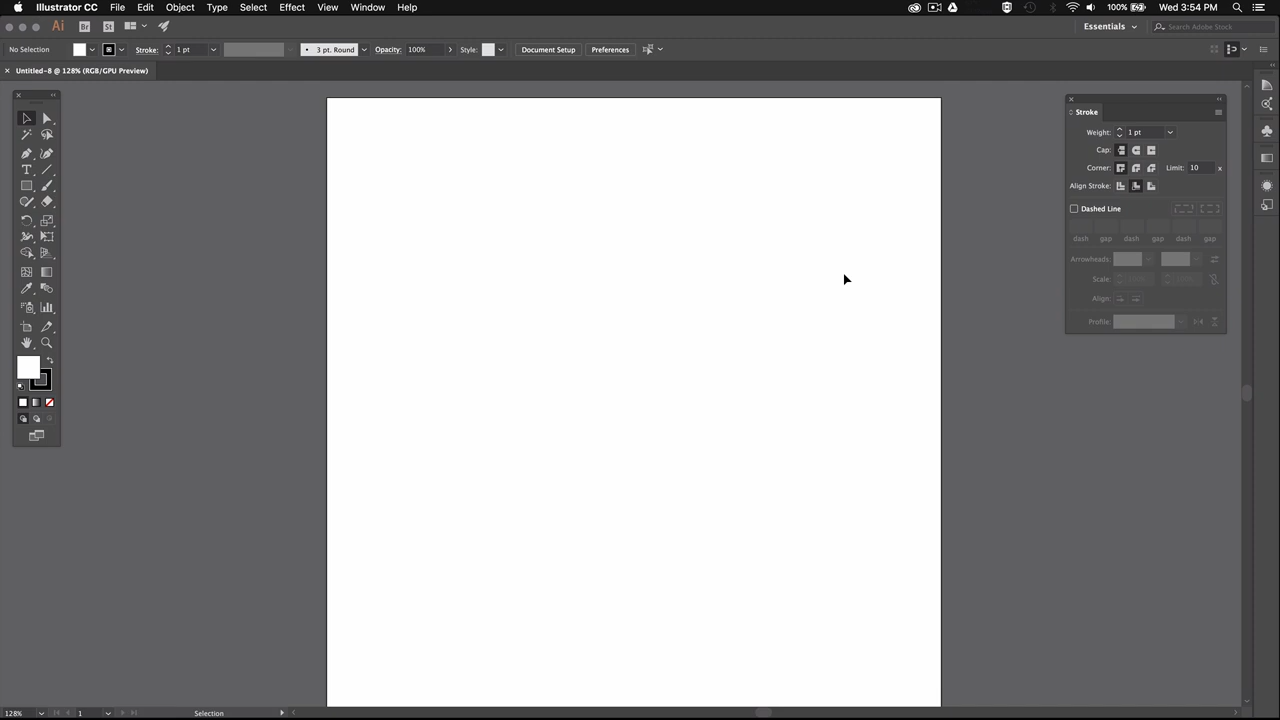 Illustrator CC File Edit Object Type Select Effect View Window Help 100% Wed 3:54 PM
Ai Br St Essentials Search Adobe Stock
No Selection Stroke: 1 pt 3 pt. Round Opacity: 100% Style: Document Setup Preferences
Untitled-8 @ 128% (RGB/GPU Preview)
Stroke
Weight: 1 pt
Cap:
Corner: Limit: 10 x
Align Stroke:
Dashed Line
dash gap dash gap dash gap
Arrowheads:
Scale:
Align:
Profile:
128% 1 Selection